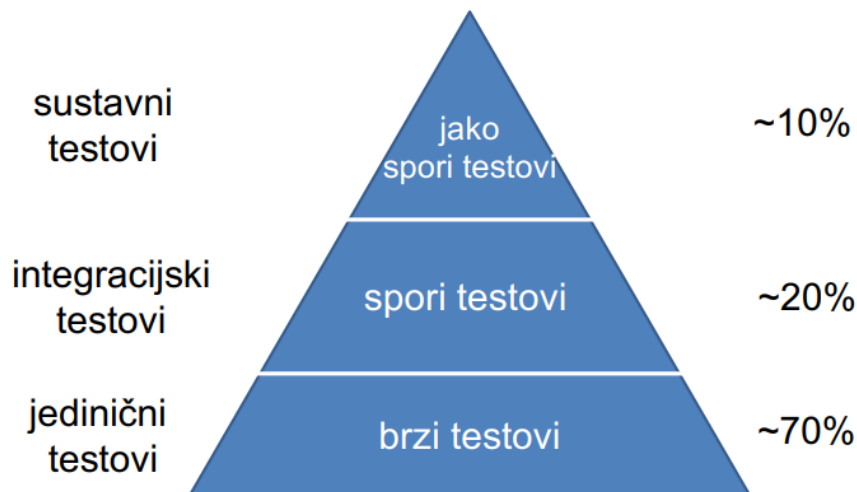 sustavni
testovi
jako
spori testovi
~10%
integracijski
testovi
spori testovi
~20%
jedinični
testovi
brzi testovi
~70%